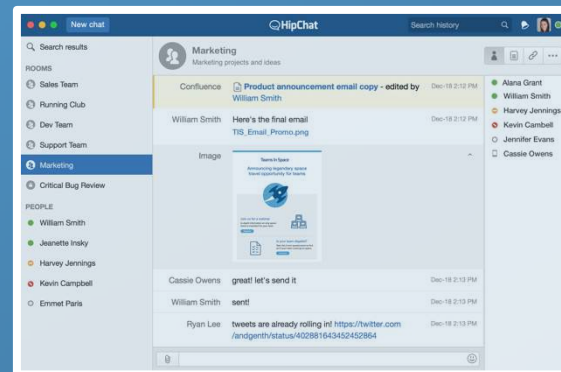 New chat
HipChat
Search history
Search results
ROOMS
Sales Team
Running Club
Dev Team
Support Team
Marketing
Critical Bug Review
PEOPLE
William Smith
Jeanette Insky
Harvey Jennings
Kevin Campbell
Emmet Paris
Marketing
Marketing projects and ideas
Confluence
Product announcement email copy - edited by
William Smith
Dec-18 2:12 PM
William Smith
Here's the final email
TIS_Email_Promo.png
Dec-18 2:12 PM
Image
Teams in Space
Announcing legendary space
travel opportunity for teams
Cassie Owens
great! let's send it
Dec-18 2:13 PM
William Smith
sent!
Dec-18 2:13 PM
Ryan Lee
tweets are already rolling in! https://twitter.com
/andgenth/status/402881643452452864
Dec-18 2:13 PM
Alana Grant
William Smith
Harvey Jennings
Kevin Cambell
Jennifer Evans
Cassie Owens